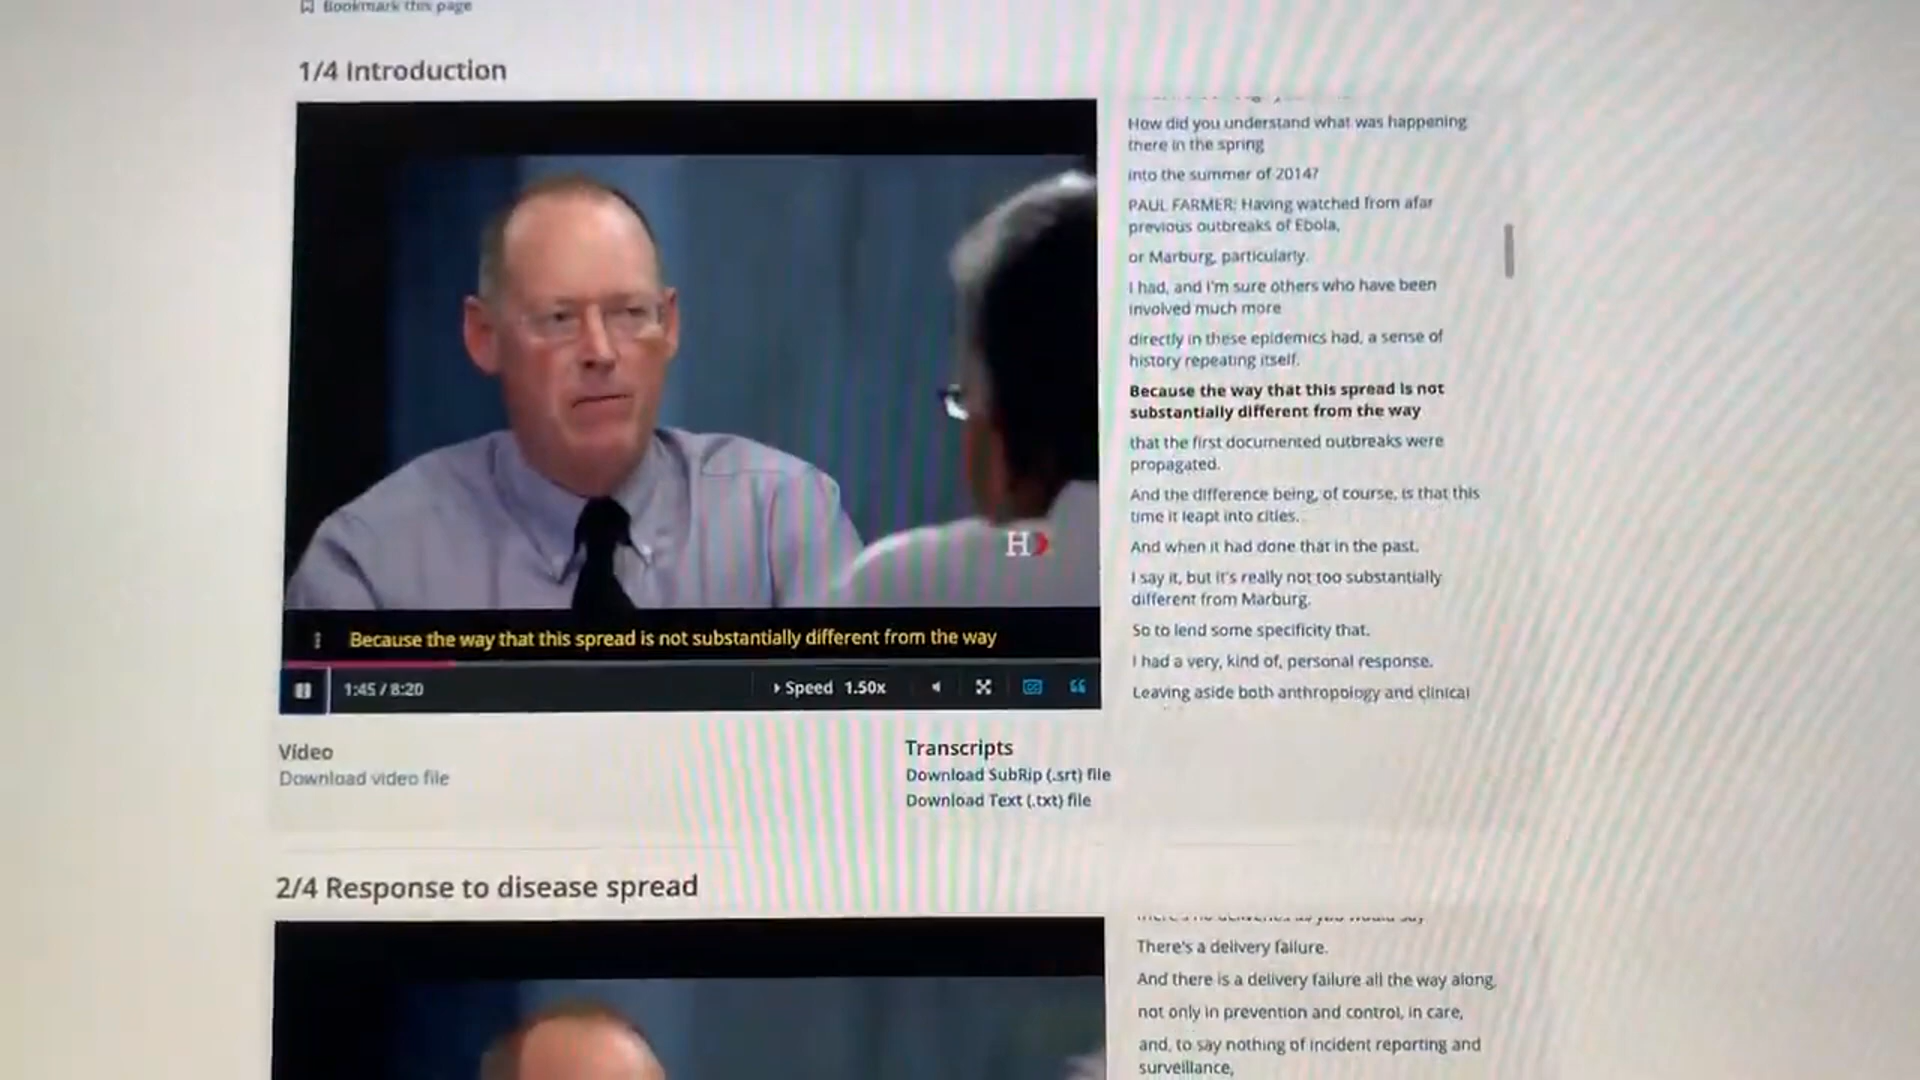 Bookmark this page
1/4 Introduction
How did you understand what was happening
there in the spring
into the summer of 2014?
PAUL FARMER: Having watched from afar
previous outbreaks of Ebola,
or Marburg, particularly.
I had, and I'm sure others who have been
involved much more
directly in these epidemics had, a sense of
history repeating itself.
Because the way that this spread is not
substantially different from the way
that the first documented outbreaks were
propagated.
And the difference being, of course, is that this
time it leapt into cities.
And when it had done that in the past,
I say it, but it's really not too substantially
different from Marburg.
So to lend some specificity that.
I had a very, kind of, personal response.
Leaving aside both anthropology and clinical
H
Because the way that this spread is not substantially different from the way
1:45 / 8:20
Speed 1.50x
Video
Download video file
Transcripts
Download SubRip (.srt) file
Download Text (.txt) file
2/4 Response to disease spread
There's a delivery failure.
And there is a delivery failure all the way along,
not only in prevention and control, in care,
and, to say nothing of incident reporting and
surveillance,